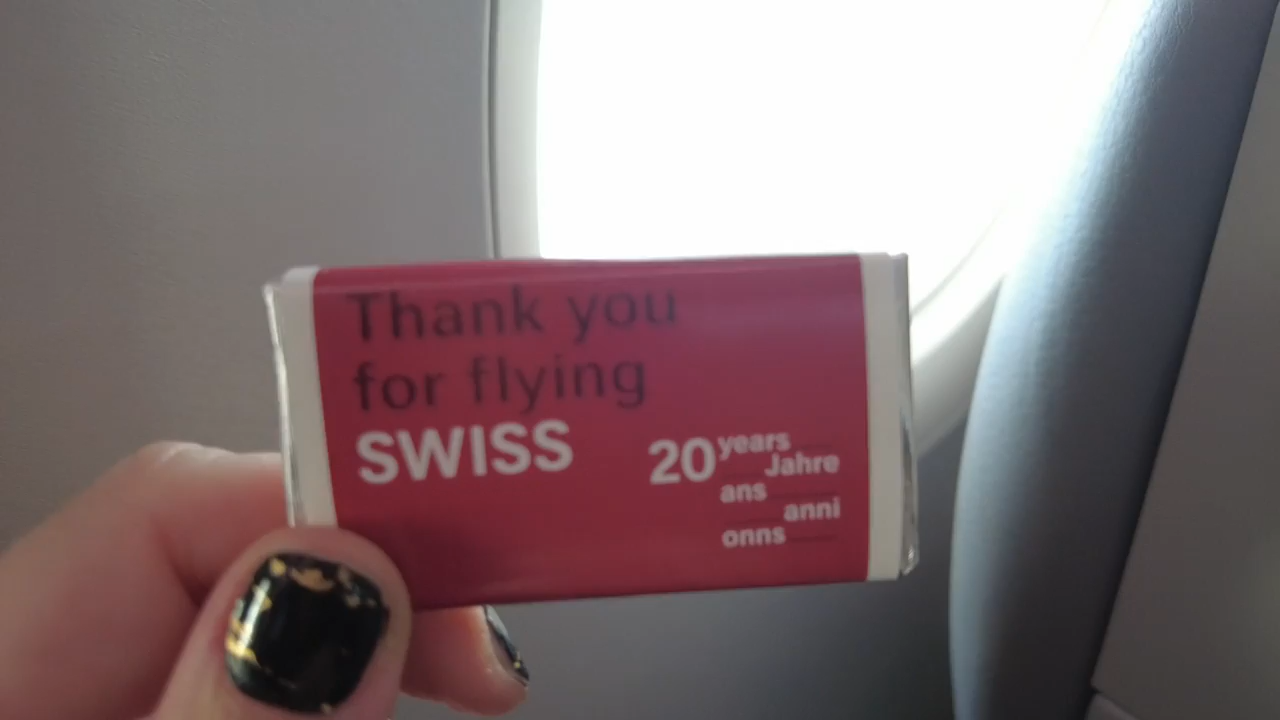 Thank you
for flying
SWISS
20 years
Jahre
ans
anni
onns